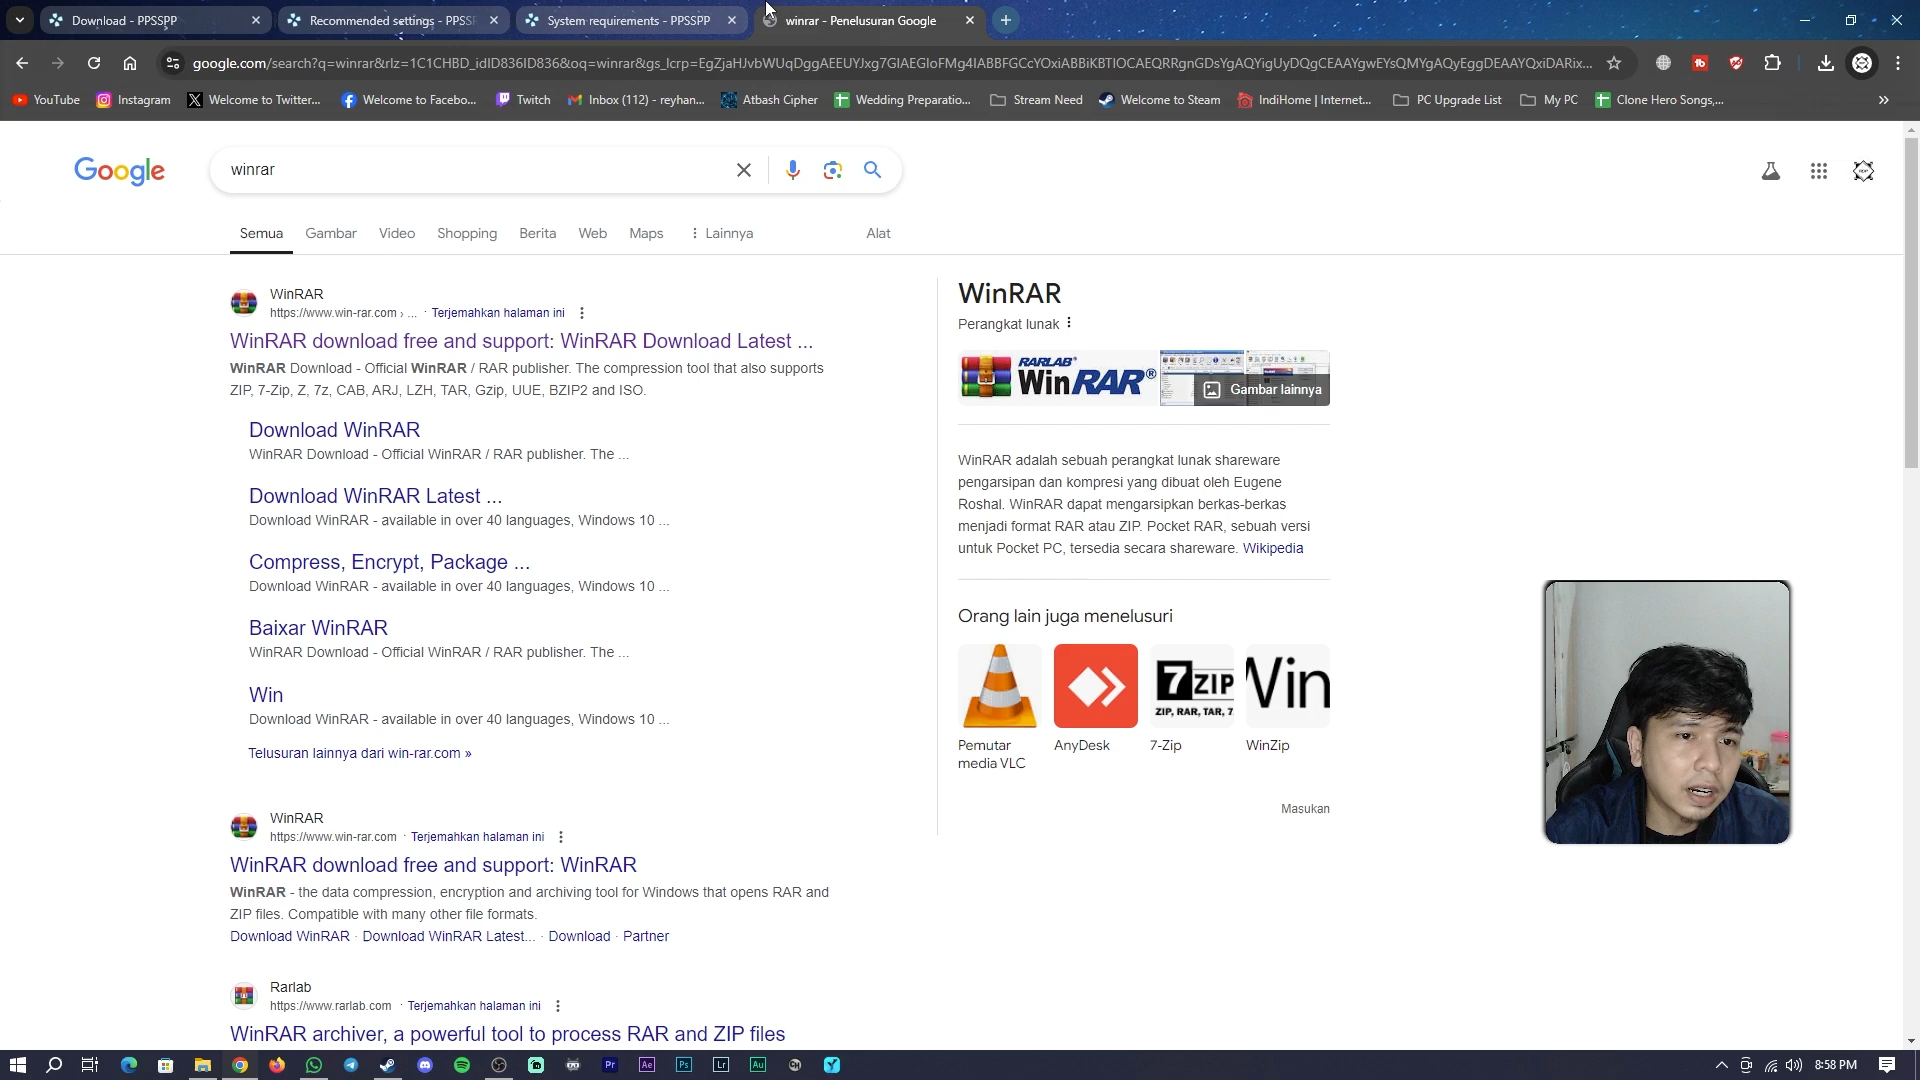 Download - PPSSPP
Recommended settings - PPSS
System requirements - PPSSPP
winrar - Penelusuran Google
google.com/search?q=winrar&rlz=1C1CHBD_idID836ID836&oq=winrar&gs_lcrp=EgZjaHJvbWUqDggAEEUYJxg7GIAEGIoFMg4IABBFGCcYOxiABBiKBTIOCAEQRRgnGDsYgAQYigUyDQgCEAAYgwEYsQMYgAQyEggDEAAYQxiDARix...
YouTube
Instagram
Welcome to Twitter...
Welcome to Facebo...
Twitch
Inbox (112) - reyhan...
Atbash Cipher
Wedding Preparatio...
Stream Need
Welcome to Steam
IndiHome | Internet...
PC Upgrade List
My PC
Clone Hero Songs,...
Google
winrar
Semua
Gambar
Video
Shopping
Berita
Web
Maps
Lainnya
Alat
WinRAR
https://www.win-rar.com › ... · Terjemahkan halaman ini
WinRAR download free and support: WinRAR Download Latest ...
WinRAR Download - Official WinRAR / RAR publisher. The compression tool that also supports
ZIP, 7-Zip, Z, 7z, CAB, ARJ, LZH, TAR, Gzip, UUE, BZIP2 and ISO.
Download WinRAR
WinRAR Download - Official WinRAR / RAR publisher. The ...
Download WinRAR Latest ...
Download WinRAR - available in over 40 languages, Windows 10 ...
Compress, Encrypt, Package ...
Download WinRAR - available in over 40 languages, Windows 10 ...
Baixar WinRAR
WinRAR Download - Official WinRAR / RAR publisher. The ...
Win
Download WinRAR - available in over 40 languages, Windows 10 ...
Telusuran lainnya dari win-rar.com »
WinRAR
https://www.win-rar.com · Terjemahkan halaman ini
WinRAR download free and support: WinRAR
WinRAR - the data compression, encryption and archiving tool for Windows that opens RAR and
ZIP files. Compatible with many other file formats.
Download WinRAR · Download WinRAR Latest... · Download · Partner
Rarlab
https://www.rarlab.com · Terjemahkan halaman ini
WinRAR archiver, a powerful tool to process RAR and ZIP files
WinRAR
Perangkat lunak
RARLAB®
WinRAR®
Gambar lainnya
WinRAR adalah sebuah perangkat lunak shareware
pengarsipan dan kompresi yang dibuat oleh Eugene
Roshal. WinRAR dapat mengarsipkan berkas-berkas
menjadi format RAR atau ZIP. Pocket RAR, sebuah versi
untuk Pocket PC, tersedia secara shareware. Wikipedia
Orang lain juga menelusuri
7 ZIP
ZIP, RAR, TAR, 7
Win
Pemutar
media VLC
AnyDesk
7-Zip
WinZip
Masukan
Pr
Ae
Ps
Lr
Au
8:58 PM